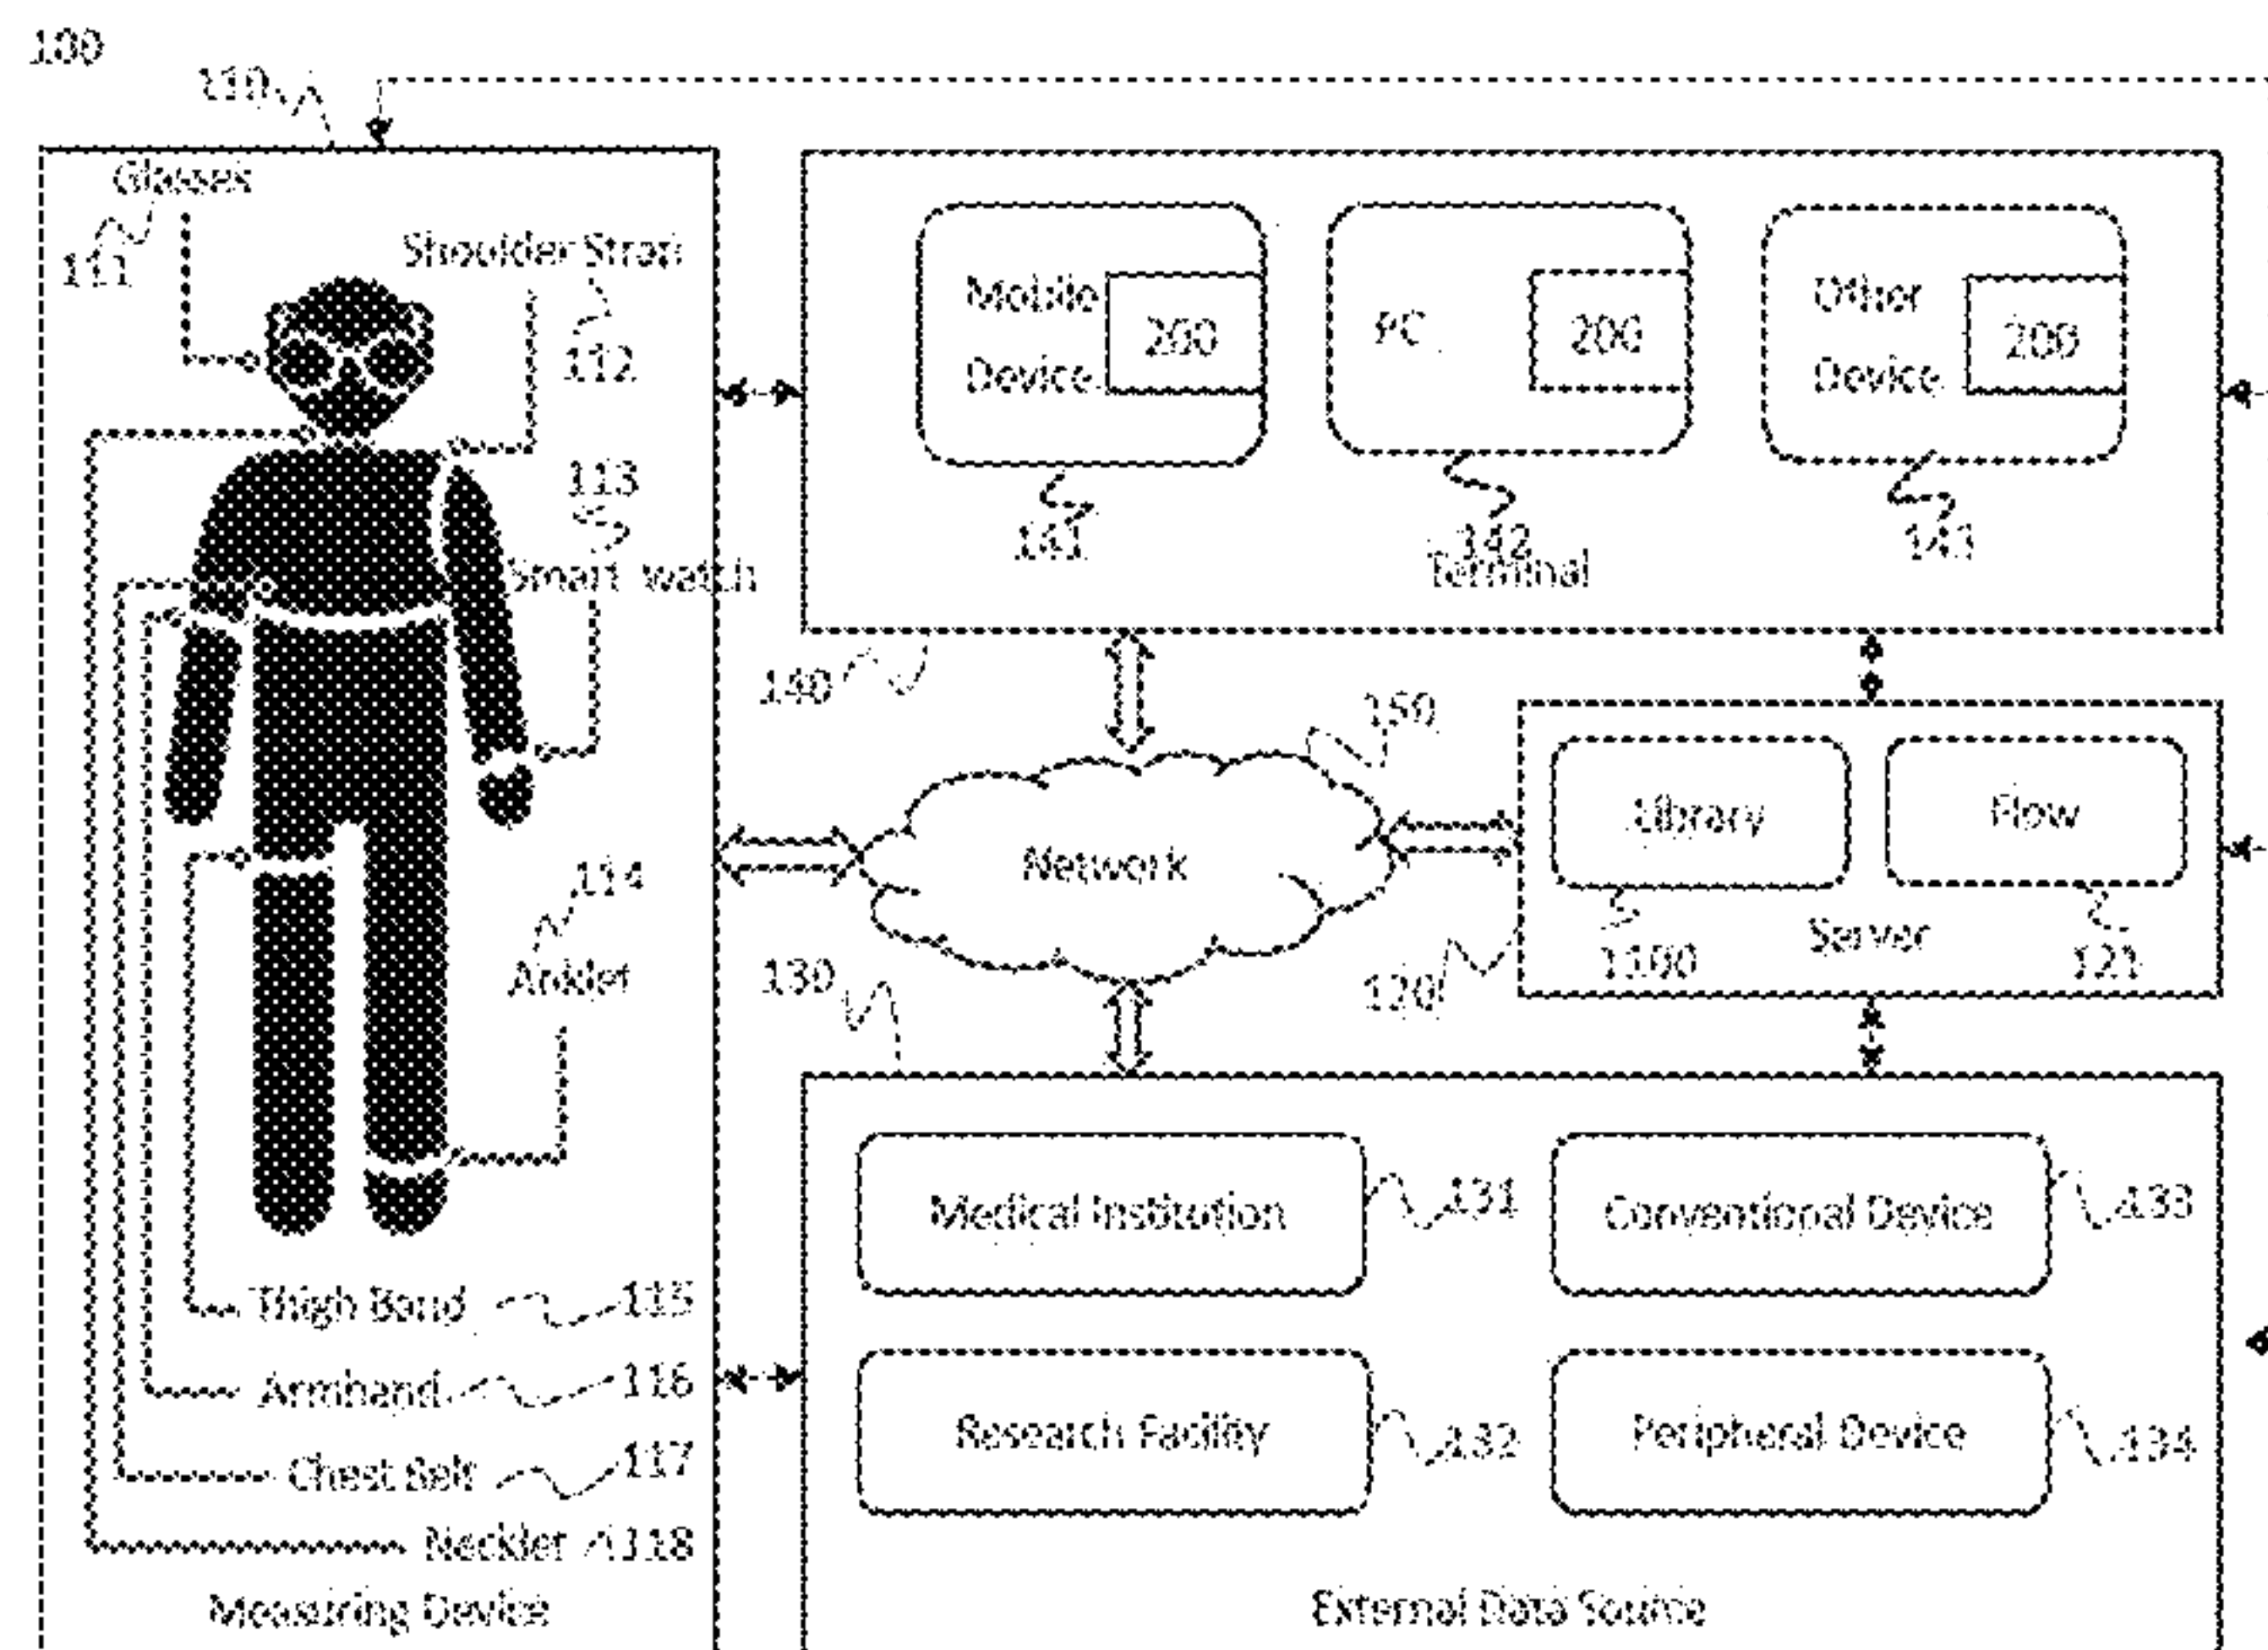 100
110
Glasses
111
Shoulder Strap
112
113
Smart watch
114
Anklet
Thigh Band 115
Armband 116
Chest Belt 117
Necklet 118
Measuring Device
Mobile
Device
200
141
PC
200
142
Other
Device
200
143
Terminal
140
150
Network
Library
1100
Flow
121
Server
120
130
Medical Institution 131
Conventional Device 133
Research Facility 132
Peripheral Device 134
External Data Source